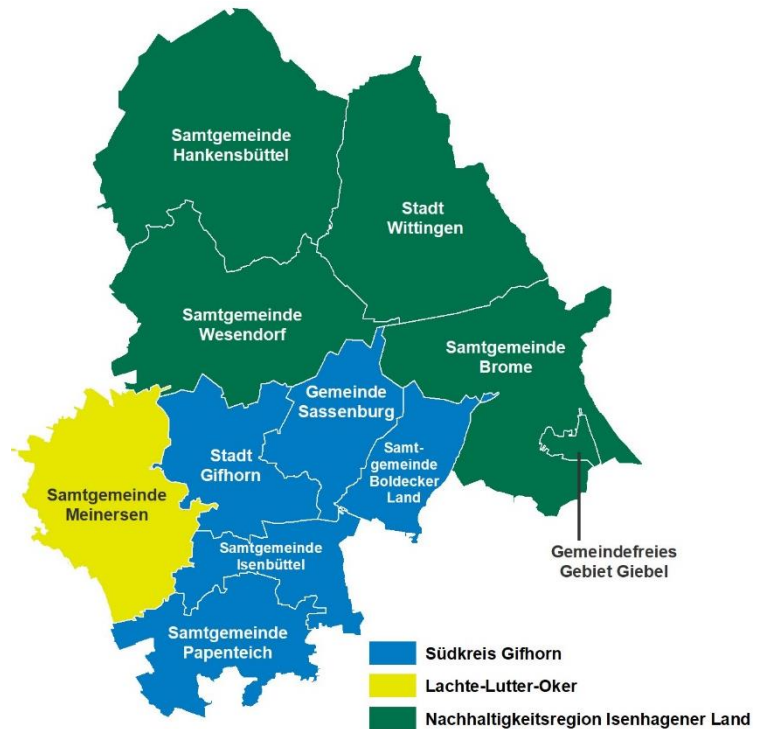 Samtgemeinde
Hankensbüttel
Stadt
Wittingen
Samtgemeinde
Wesendorf
Samtgemeinde
Brome
Gemeinde
Sassenburg
Stadt
Gifhorn
Samt-
gemeinde
Boldecker
Land
Samtgemeinde
Meinersen
Samtgemeinde
Isenbüttel
Gemeindefreies
Gebiet Giebel
Samtgemeinde
Papenteich
Südkreis Gifhorn
Lachte-Lutter-Oker
Nachhaltigkeitsregion Isenhagener Land